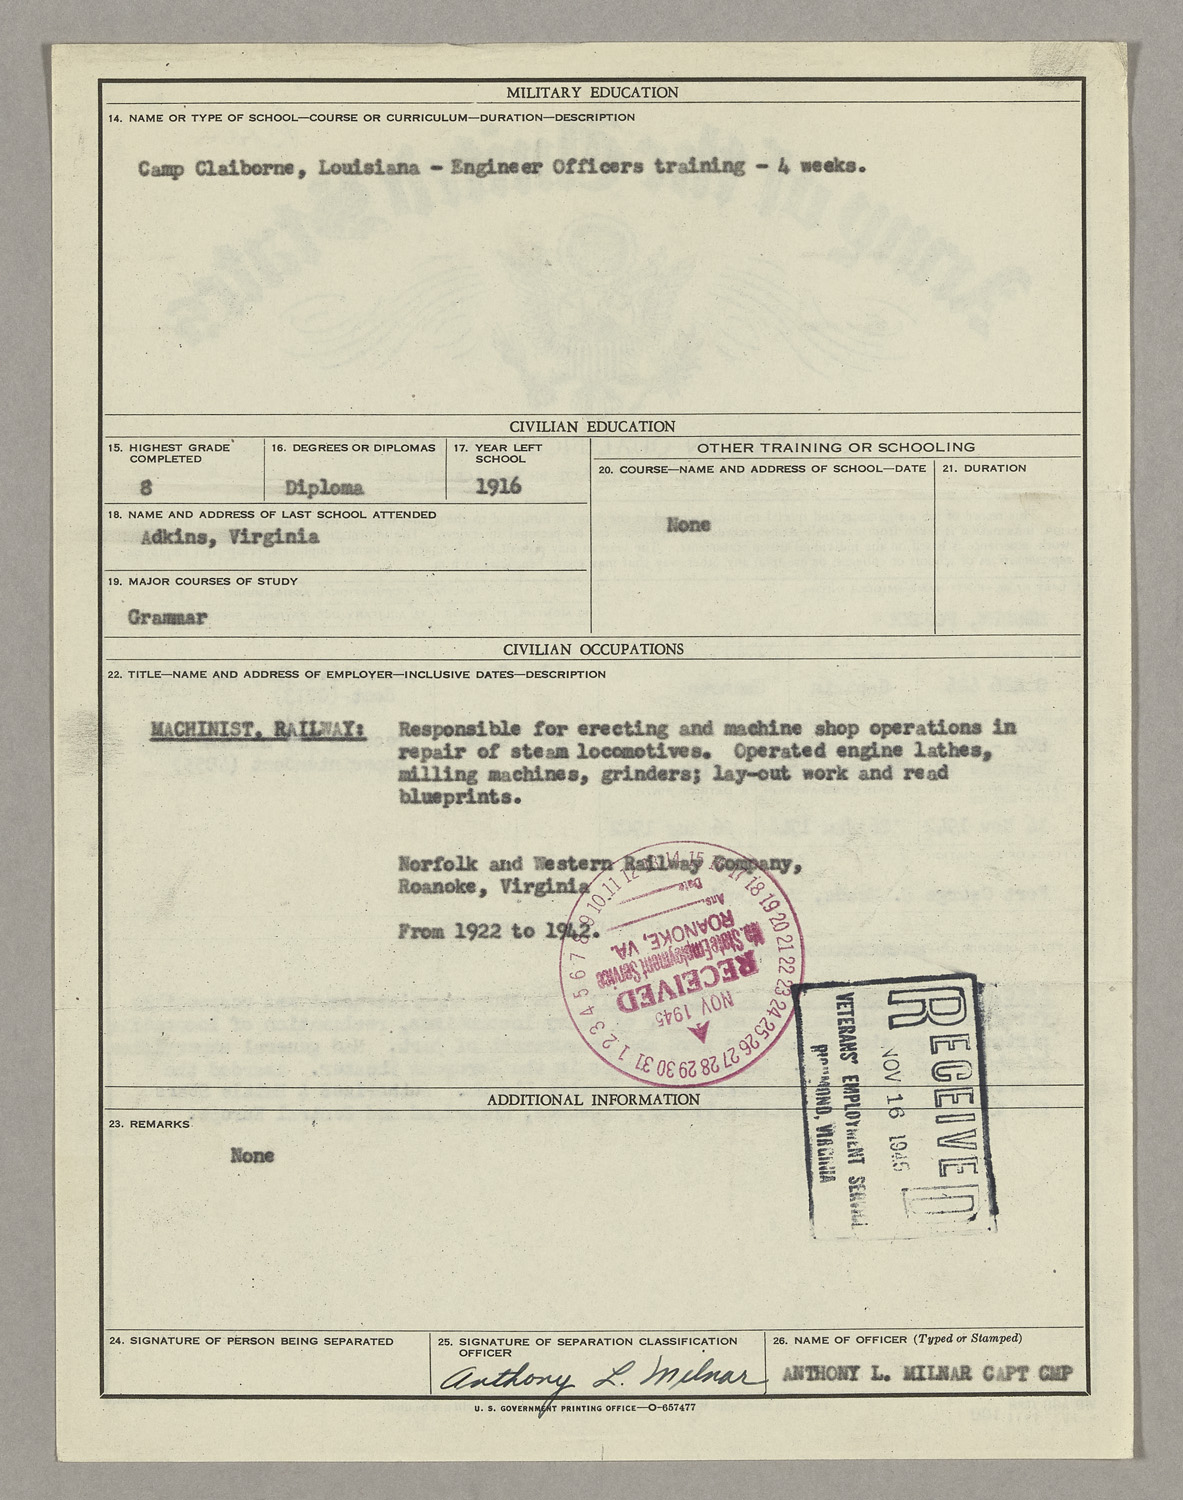 MILITARY EDUCATION
14. NAME OR TYPE OF SCHOOL—COURSE OR CURRICULUM—DURATION—DESCRIPTION
Camp Claiborne, Louisiana - Engineer Officers training - 4 weeks.
CIVILIAN EDUCATION
15. HIGHEST GRADE COMPLETED
8
16. DEGREES OR DIPLOMAS
Diploma
17. YEAR LEFT SCHOOL
1916
OTHER TRAINING OR SCHOOLING
20. COURSE—NAME AND ADDRESS OF SCHOOL—DATE
None
21. DURATION
18. NAME AND ADDRESS OF LAST SCHOOL ATTENDED
Adkins, Virginia
19. MAJOR COURSES OF STUDY
Grammar
CIVILIAN OCCUPATIONS
22. TITLE—NAME AND ADDRESS OF EMPLOYER—INCLUSIVE DATES—DESCRIPTION
MACHINIST, RAILWAY: Responsible for erecting and machine shop operations in
repair of steam locomotives. Operated engine lathes,
milling machines, grinders; lay-out work and read
blueprints.
Norfolk and Western Railway Company,
Roanoke, Virginia
From 1922 to 1942.
1 2 3 4 5 6 7 8 9 10 11 12 13 14 15 16 17 18 19 20 21 22 23 24 25 26 27 28 29 30 31
NOV 1945
RECEIVED
Va. State Employment Service
ROANOKE, VA.
Ans.
Date
RECEIVED
NOV 16 1945
VETERANS' EMPLOYMENT SERVICE
RICHMOND, VIRGINIA
ADDITIONAL INFORMATION
23. REMARKS
None
24. SIGNATURE OF PERSON BEING SEPARATED
25. SIGNATURE OF SEPARATION CLASSIFICATION
OFFICER
Anthony L. Milnar
26. NAME OF OFFICER (Typed or Stamped)
ANTHONY L. MILNAR CAPT CMP
U. S. GOVERNMENT PRINTING OFFICE—O-657477